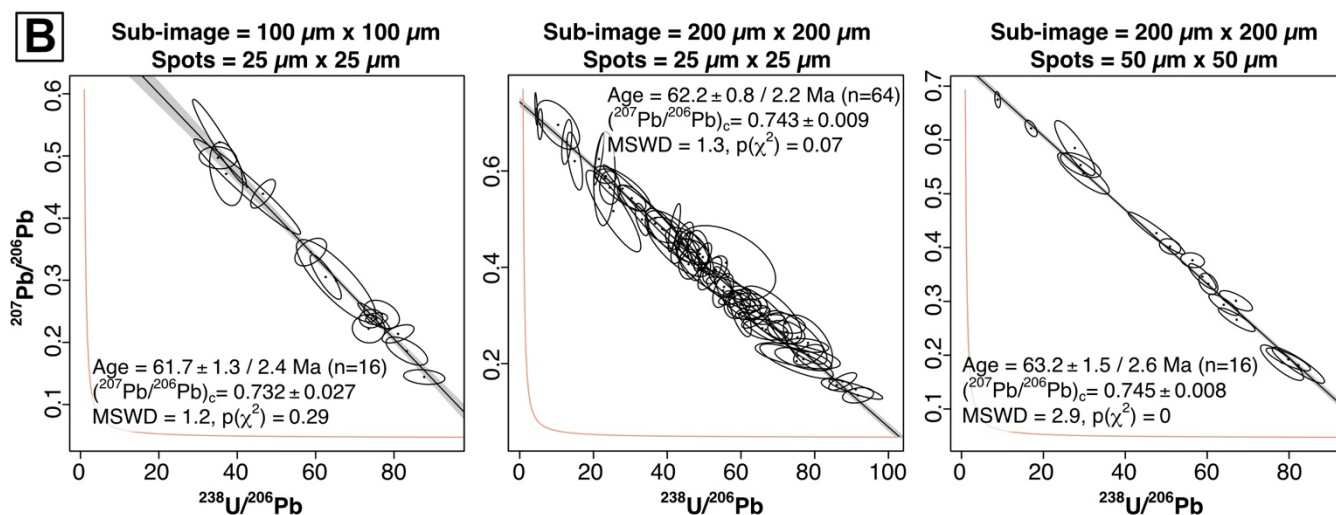 B
Sub-image = 100 µm x 100 µm
Spots = 25 µm x 25 µm
²⁰⁷Pb/²⁰⁶Pb
0.6
0.5
0.4
0.3
0.2
0.1
Age = 61.7 ± 1.3 / 2.4 Ma (n=16)
(²⁰⁷Pb/²⁰⁶Pb)c= 0.732 ± 0.027
MSWD = 1.2, p(χ²) = 0.29
20 40 60 80
²³⁸U/²⁰⁶Pb
Sub-image = 200 µm x 200 µm
Spots = 25 µm x 25 µm
Age = 62.2 ± 0.8 / 2.2 Ma (n=64)
(²⁰⁷Pb/²⁰⁶Pb)c= 0.743 ± 0.009
MSWD = 1.3, p(χ²) = 0.07
0.6
0.4
0.2
0 20 40 60 80 100
²³⁸U/²⁰⁶Pb
Sub-image = 200 µm x 200 µm
Spots = 50 µm x 50 µm
0.7
0.6
0.5
0.4
0.3
0.2
0.1
Age = 63.2 ± 1.5 / 2.6 Ma (n=16)
(²⁰⁷Pb/²⁰⁶Pb)c= 0.745 ± 0.008
MSWD = 2.9, p(χ²) = 0
0 20 40 60 80
²³⁸U/²⁰⁶Pb